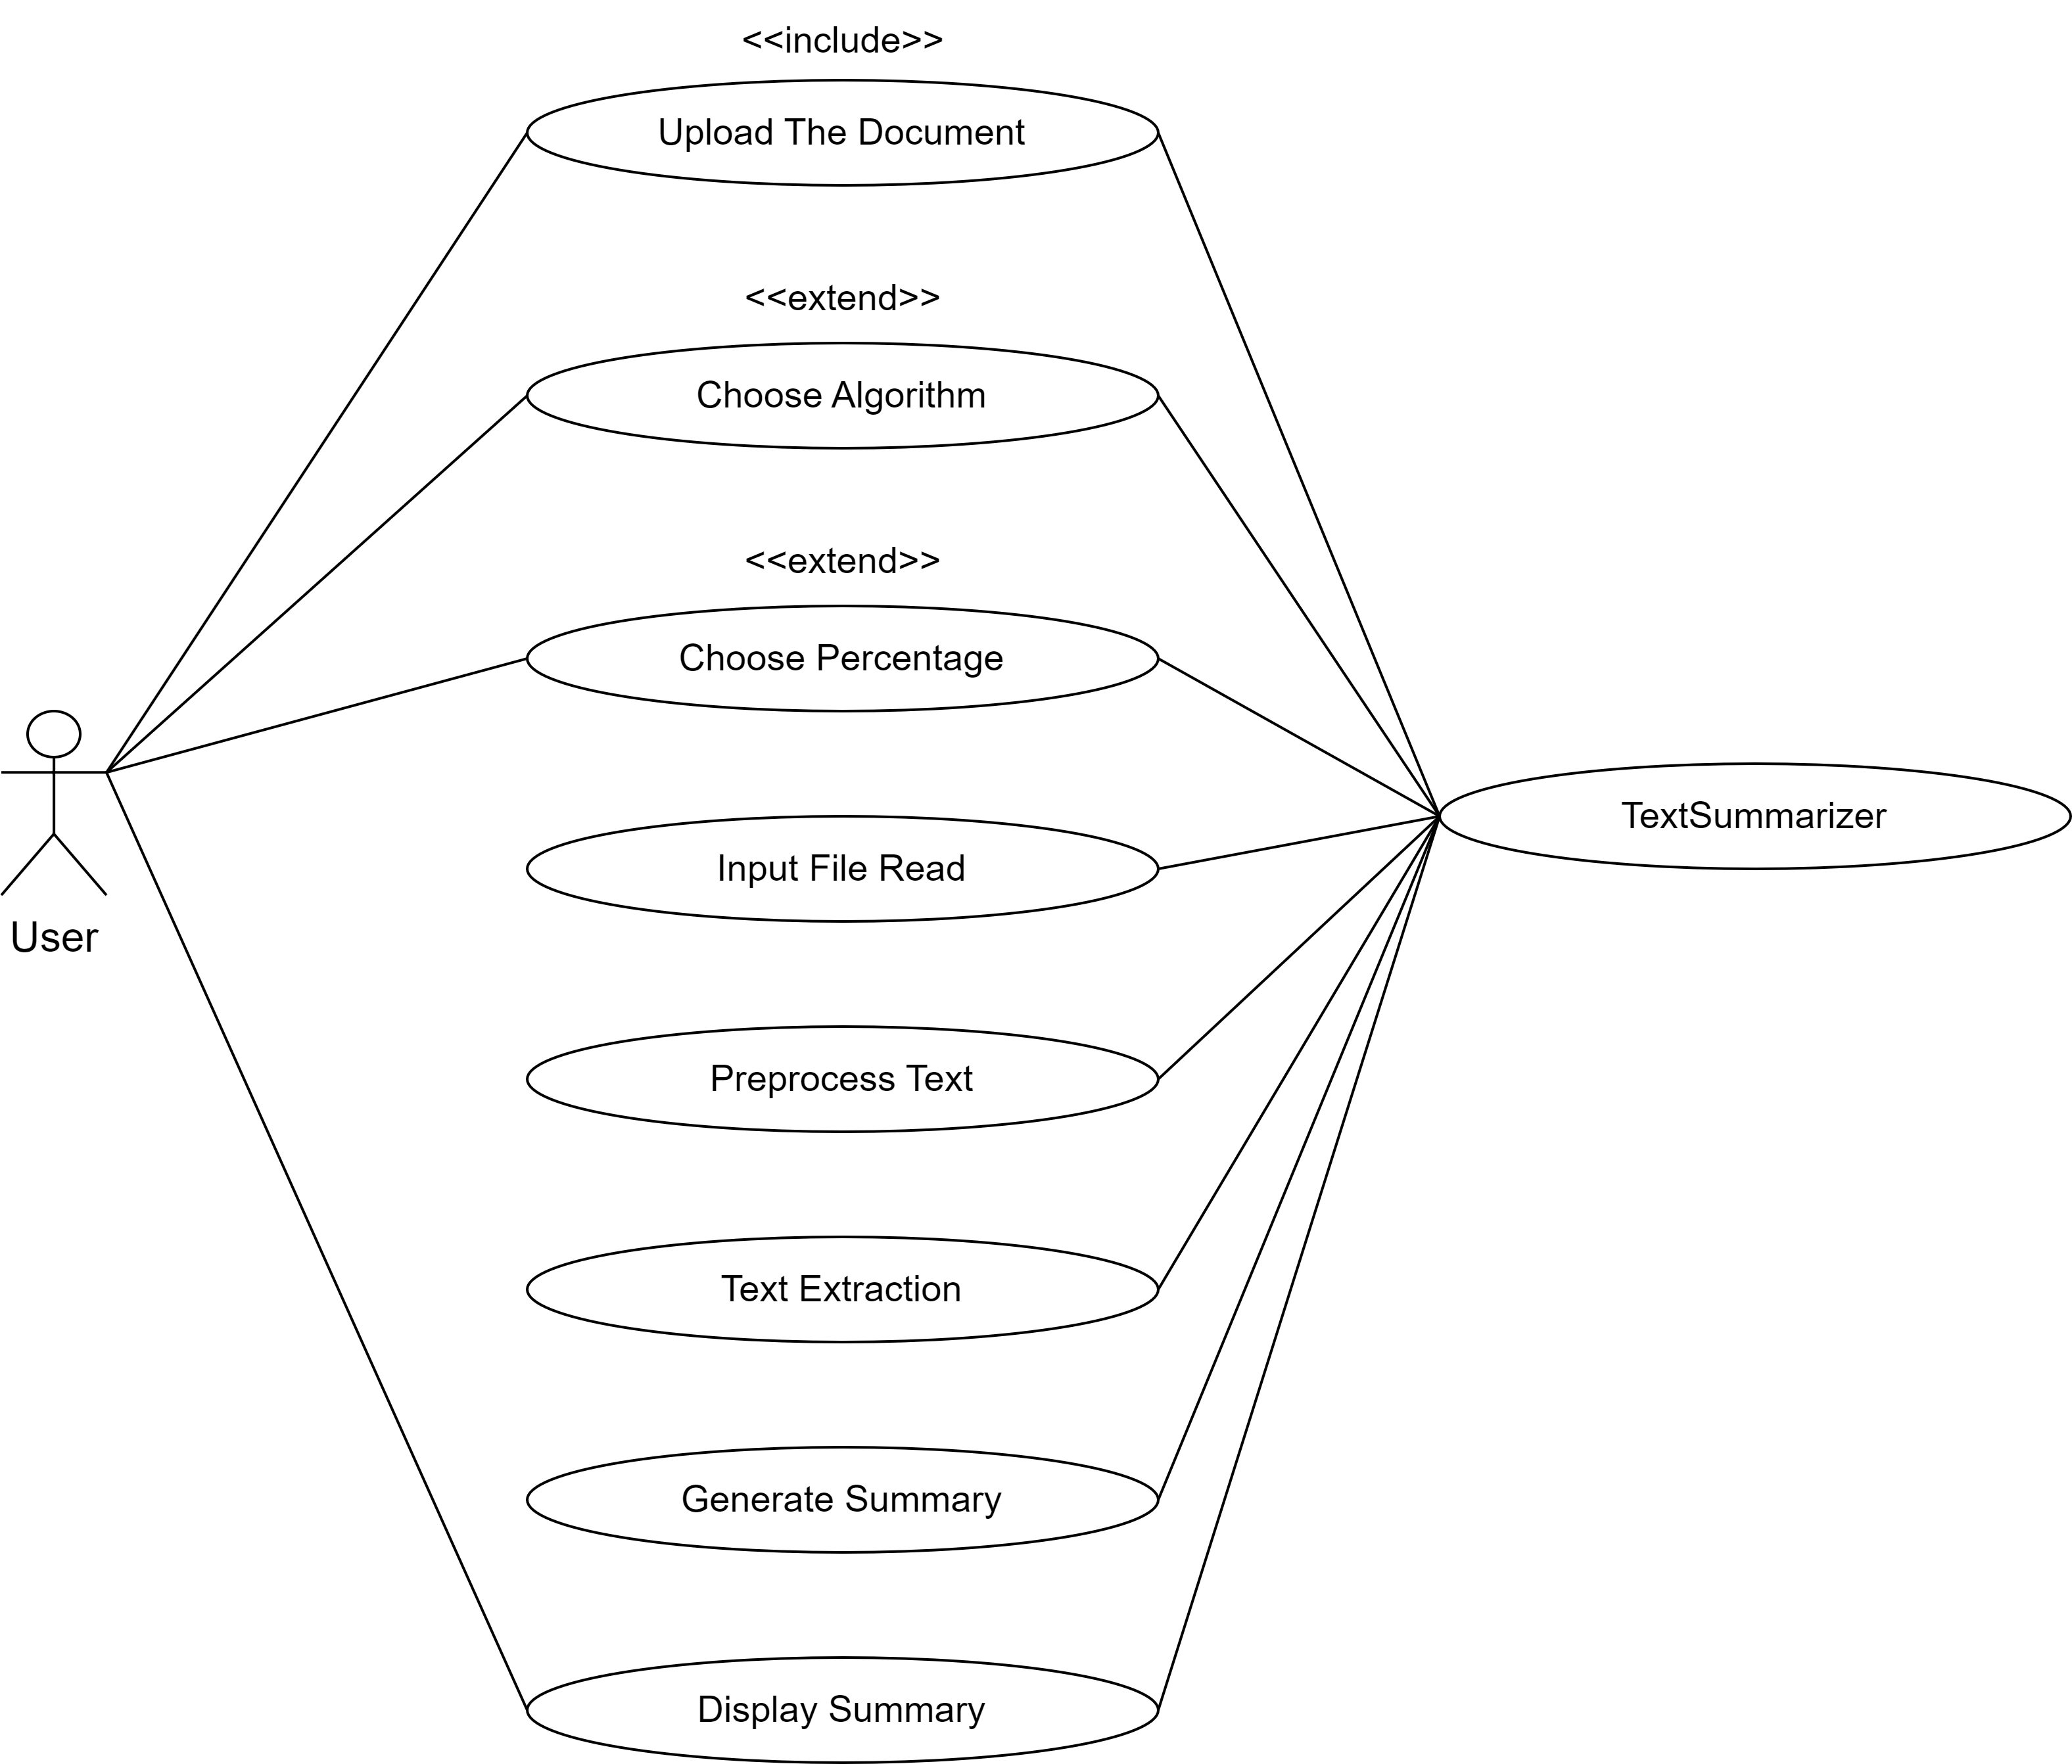 <<include>>
Upload The Document
<<extend>>
Choose Algorithm
<<extend>>
Choose Percentage
Input File Read
User
Preprocess Text
Text Extraction
Generate Summary
Display Summary
TextSummarizer